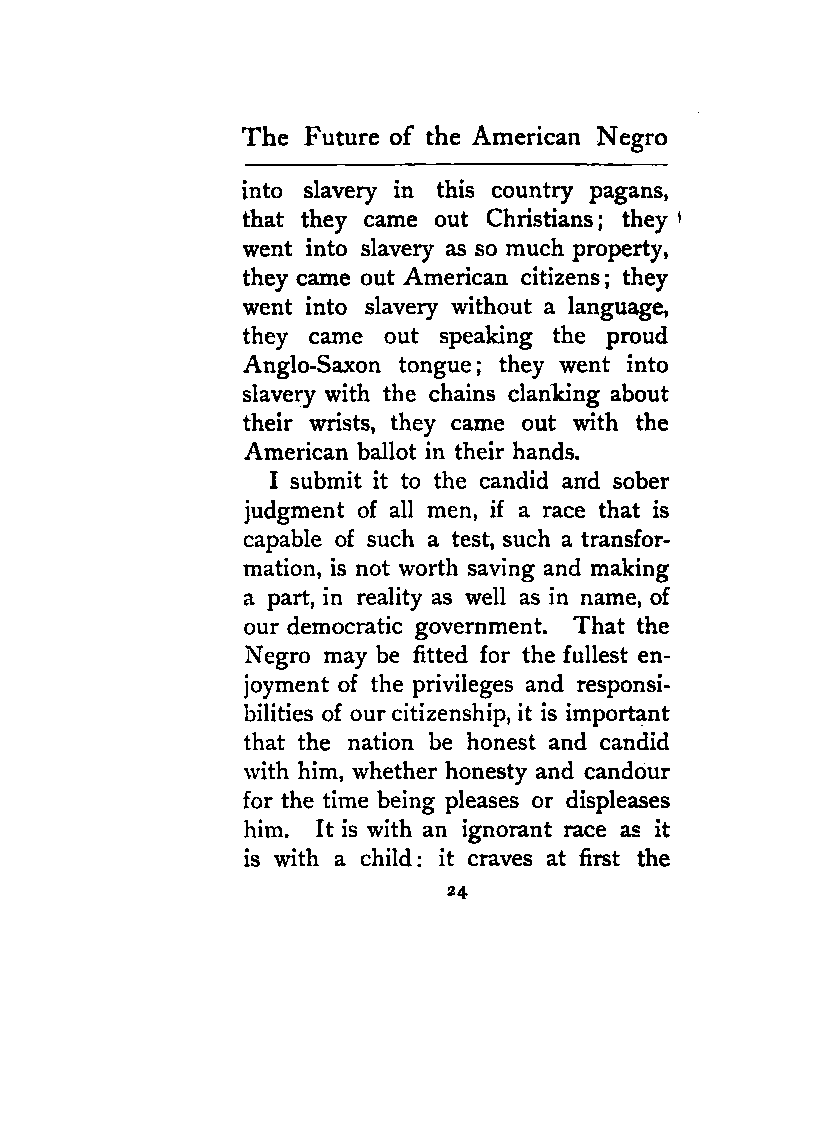 The Future of the American Negro
into slavery in this country pagans,
that they came out Christians; they
went into slavery as so much property,
they came out American citizens; they
went into slavery without a language,
they came out speaking the proud
Anglo-Saxon tongue; they went into
slavery with the chains clanking about
their wrists, they came out with the
American ballot in their hands.
I submit it to the candid and sober
judgment of all men, if a race that is
capable of such a test, such a transfor-
mation, is not worth saving and making
a part, in reality as well as in name, of
our democratic government. That the
Negro may be fitted for the fullest en-
joyment of the privileges and responsi-
bilities of our citizenship, it is important
that the nation be honest and candid
with him, whether honesty and candour
for the time being pleases or displeases
him. It is with an ignorant race as it
is with a child: it craves at first the
24